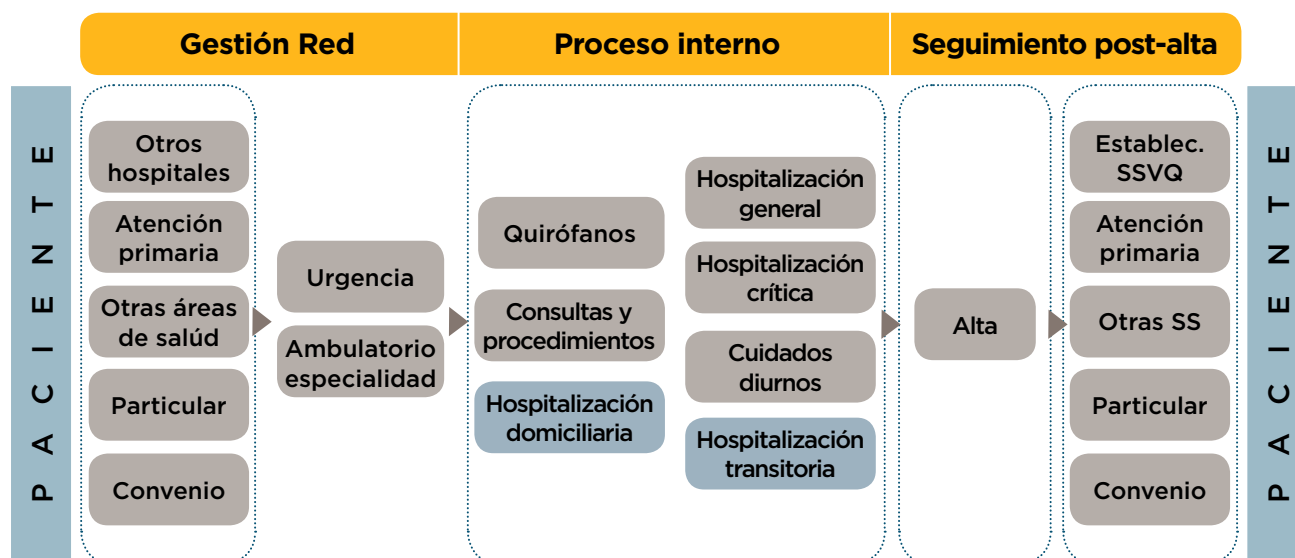 Gestión Red
Proceso interno
Seguimiento post-alta
PACIENTE
Otros
hospitales
Atención
primaria
Otras áreas
de salúd
Particular
Convenio
Urgencia
Ambulatorio
especialidad
Quirófanos
Consultas y
procedimientos
Hospitalización
domiciliaria
Hospitalización
general
Hospitalización
crítica
Cuidados
diurnos
Hospitalización
transitoria
Alta
Establec.
SSVQ
Atención
primaria
Otras SS
Particular
Convenio
PACIENTE